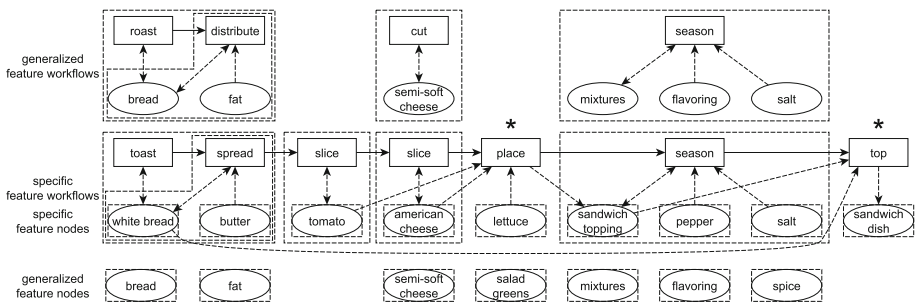 roast
distribute
cut
season
generalized
feature workflows
bread
fat
semi-soft
cheese
mixtures
flavoring
salt
*
*
toast
spread
slice
slice
place
season
top
specific
feature workflows
specific
feature nodes
white bread
butter
tomato
american
cheese
lettuce
sandwich
topping
pepper
salt
sandwich
dish
generalized
feature nodes
bread
fat
semi-soft
cheese
salad
greens
mixtures
flavoring
spice